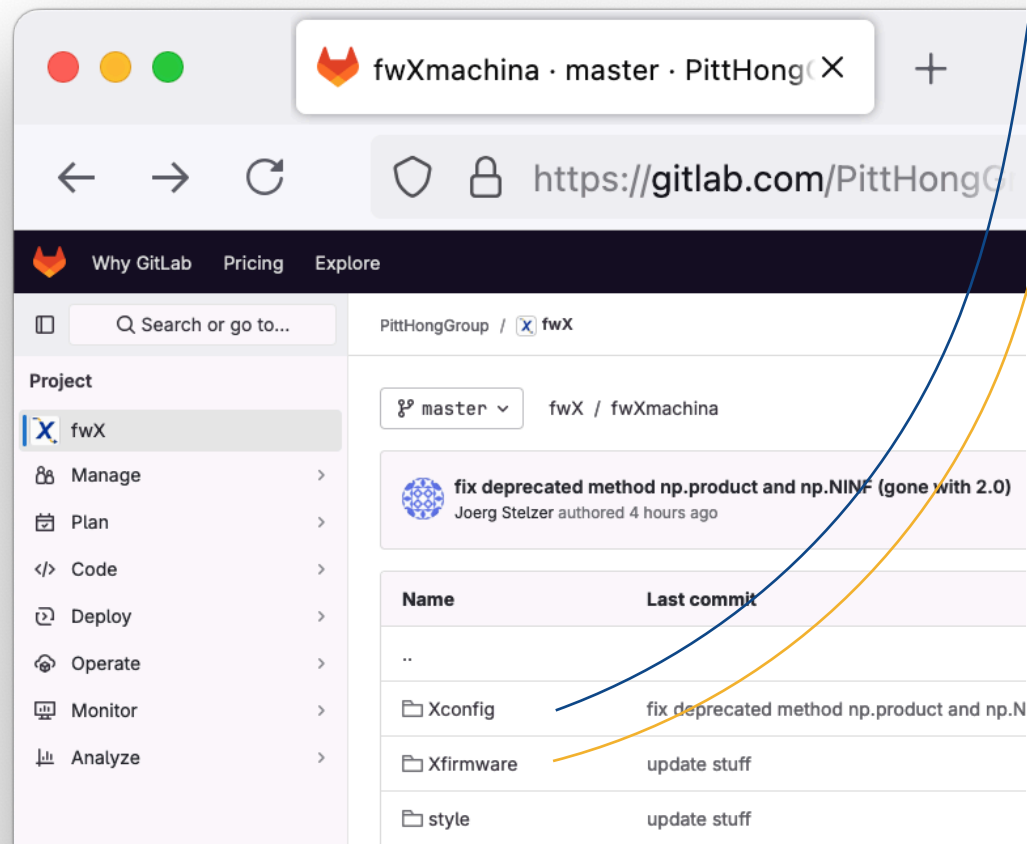 fwXmachina · master · PittHong
https://gitlab.com/PittHongG
Why GitLab Pricing Explore
Search or go to...
PittHongGroup / fwX
Project
master fwX / fwXmachina
fwX
Manage
fix deprecated method np.product and np.NINF (gone with 2.0)
Joerg Stelzer authored 4 hours ago
Plan
Code
Deploy
Operate
Monitor
Analyze
Name Last commit
..
Xconfig fix deprecated method np.product and np.N
Xfirmware update stuff
style update stuff